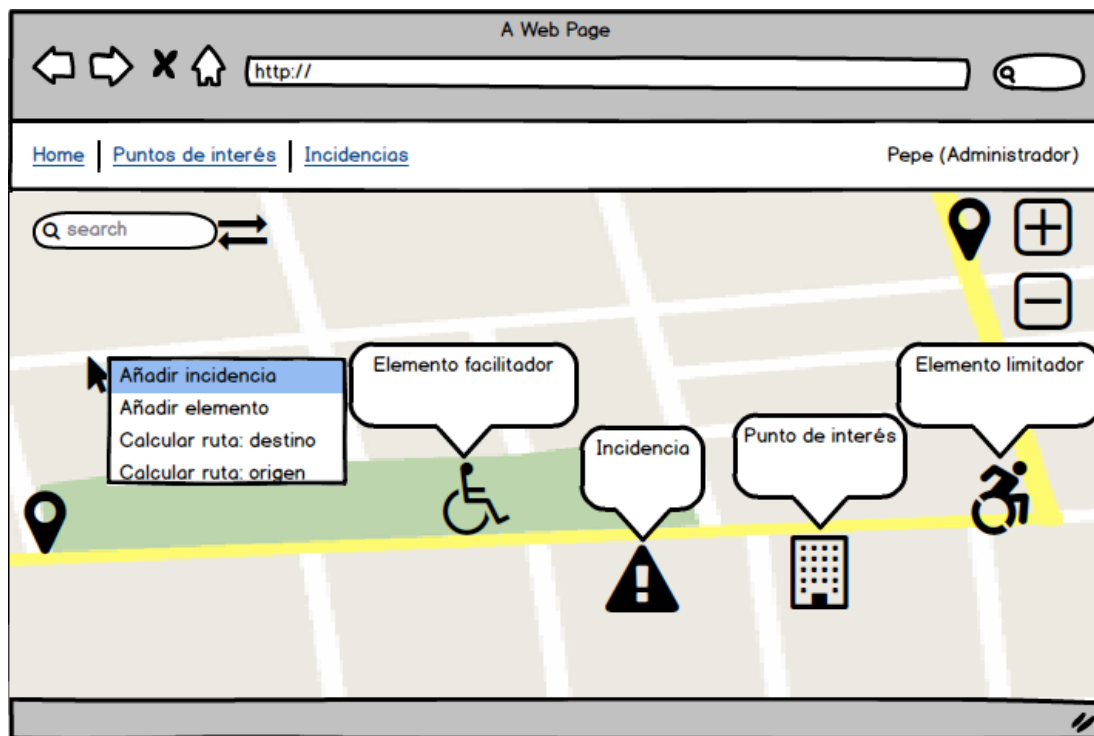 A Web Page
http://
Home Puntos de interés Incidencias Pepe (Administrador)
search
Añadir incidencia
Añadir elemento
Calcular ruta: destino
Calcular ruta: origen
Elemento facilitador
Incidencia
Punto de interés
Elemento limitador